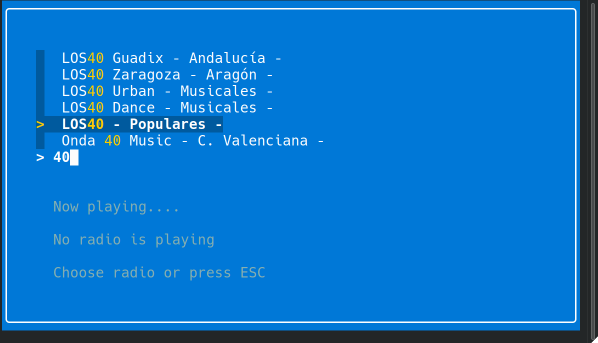 LOS40 Guadix - Andalucía -
LOS40 Zaragoza - Aragón -
LOS40 Urban - Musicales -
LOS40 Dance - Musicales -
> LOS40 - Populares -
Onda 40 Music - C. Valenciana -
> 40
Now playing....
No radio is playing
Choose radio or press ESC